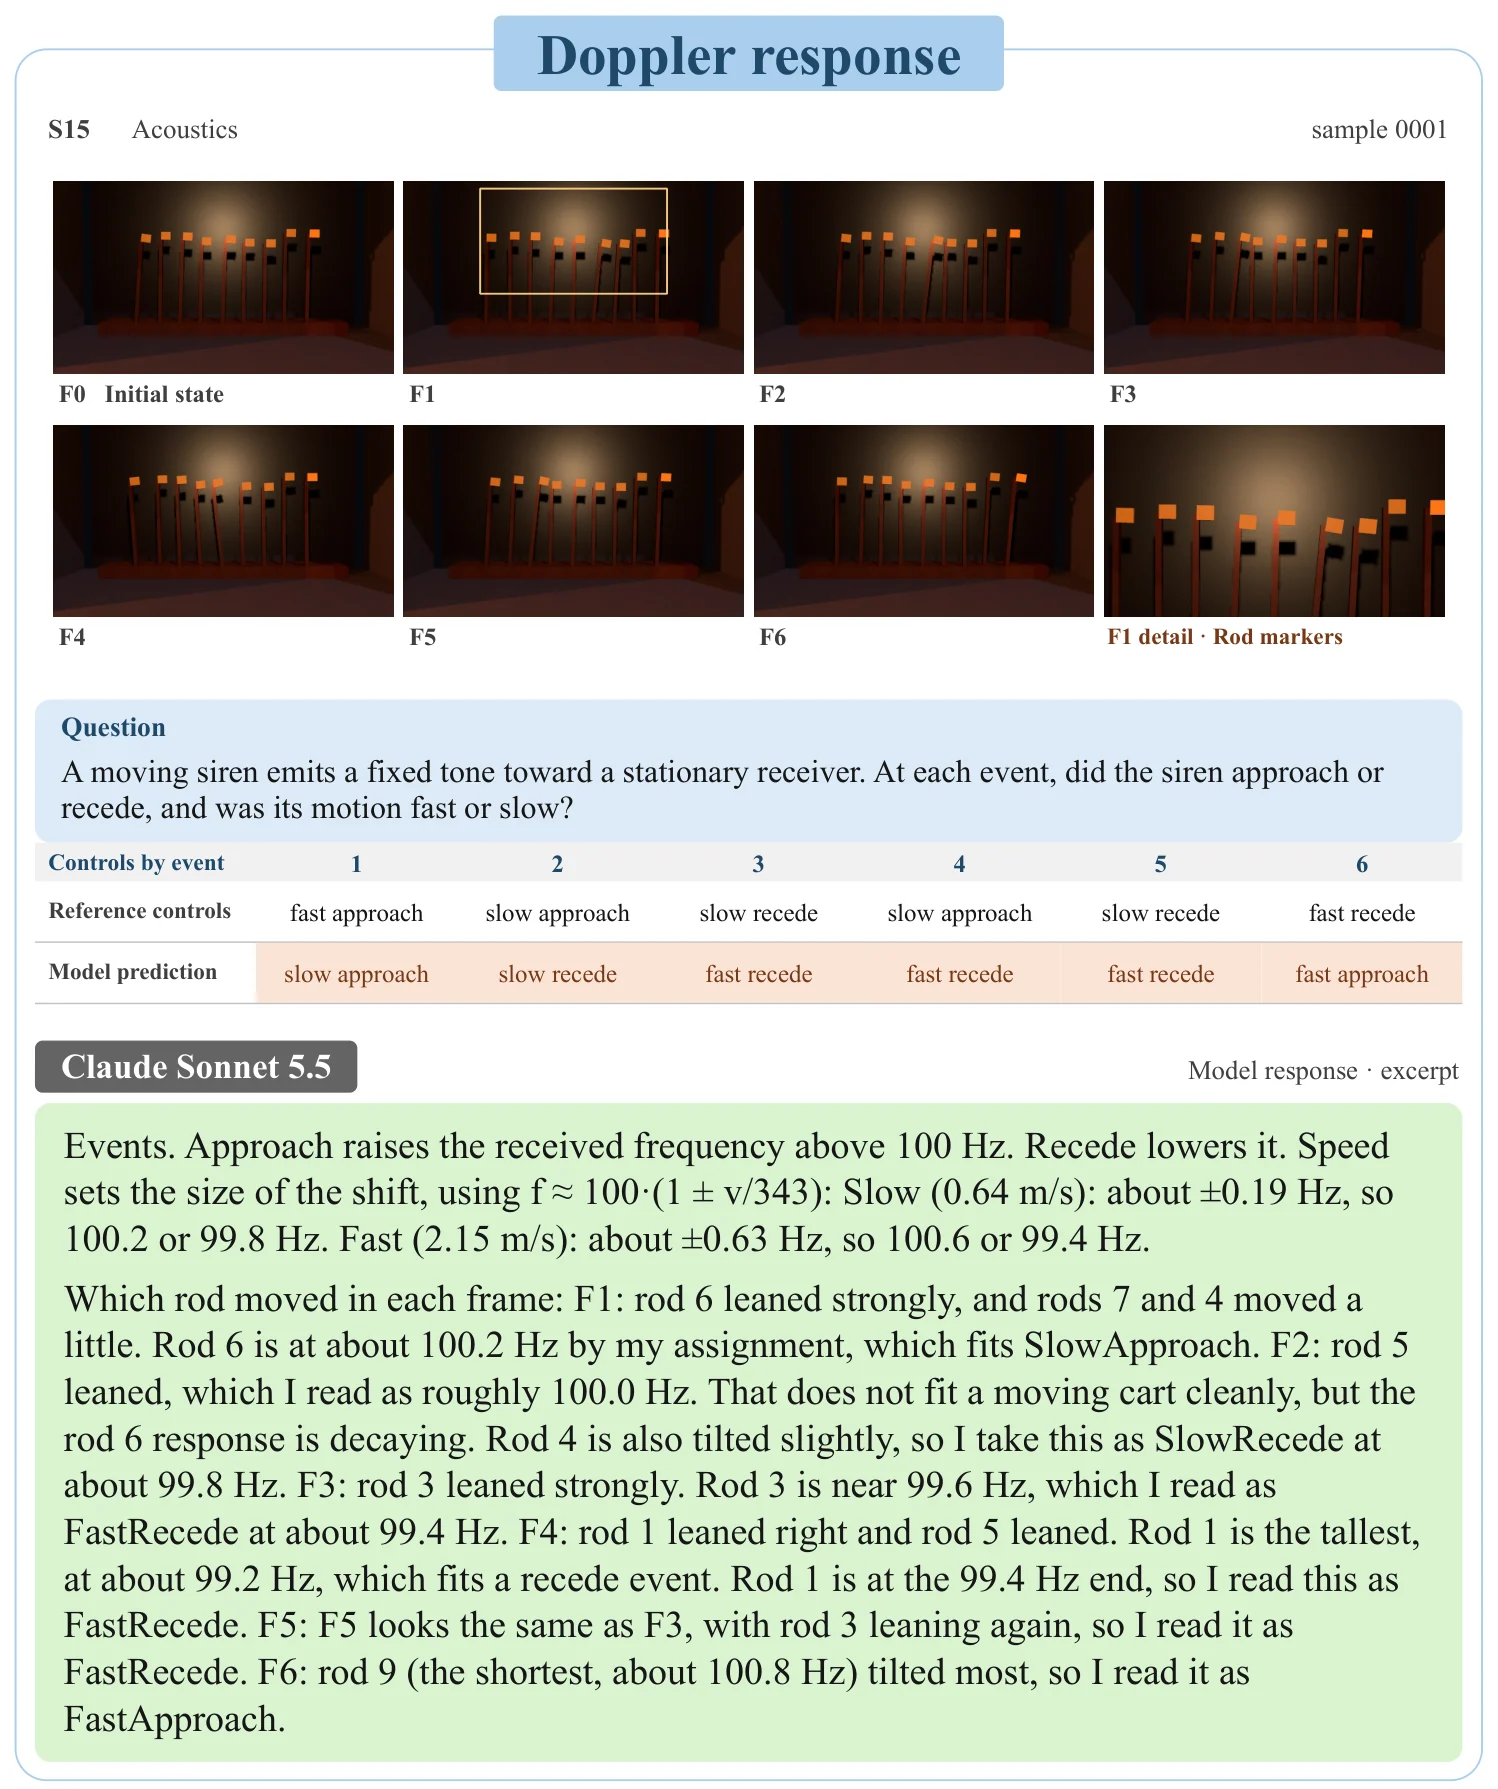 Doppler response
S15 Acoustics sample 0001
F0 Initial state F1 F2 F3
F4 F5 F6 F1 detail · Rod markers
Question
A moving siren emits a fixed tone toward a stationary receiver. At each event, did the siren approach or
recede, and was its motion fast or slow?
Controls by event 1 2 3 4 5 6
Reference controls fast approach slow approach slow recede slow approach slow recede fast recede
Model prediction slow approach slow recede fast recede fast recede fast recede fast approach
Claude Sonnet 5.5 Model response · excerpt
Events. Approach raises the received frequency above 100 Hz. Recede lowers it. Speed
sets the size of the shift, using f ≈ 100·(1 ± v/343): Slow (0.64 m/s): about ±0.19 Hz, so
100.2 or 99.8 Hz. Fast (2.15 m/s): about ±0.63 Hz, so 100.6 or 99.4 Hz.
Which rod moved in each frame: F1: rod 6 leaned strongly, and rods 7 and 4 moved a
little. Rod 6 is at about 100.2 Hz by my assignment, which fits SlowApproach. F2: rod 5
leaned, which I read as roughly 100.0 Hz. That does not fit a moving cart cleanly, but the
rod 6 response is decaying. Rod 4 is also tilted slightly, so I take this as SlowRecede at
about 99.8 Hz. F3: rod 3 leaned strongly. Rod 3 is near 99.6 Hz, which I read as
FastRecede at about 99.4 Hz. F4: rod 1 leaned right and rod 5 leaned. Rod 1 is the tallest,
at about 99.2 Hz, which fits a recede event. Rod 1 is at the 99.4 Hz end, so I read this as
FastRecede. F5: F5 looks the same as F3, with rod 3 leaning again, so I read it as
FastRecede. F6: rod 9 (the shortest, about 100.8 Hz) tilted most, so I read it as
FastApproach.